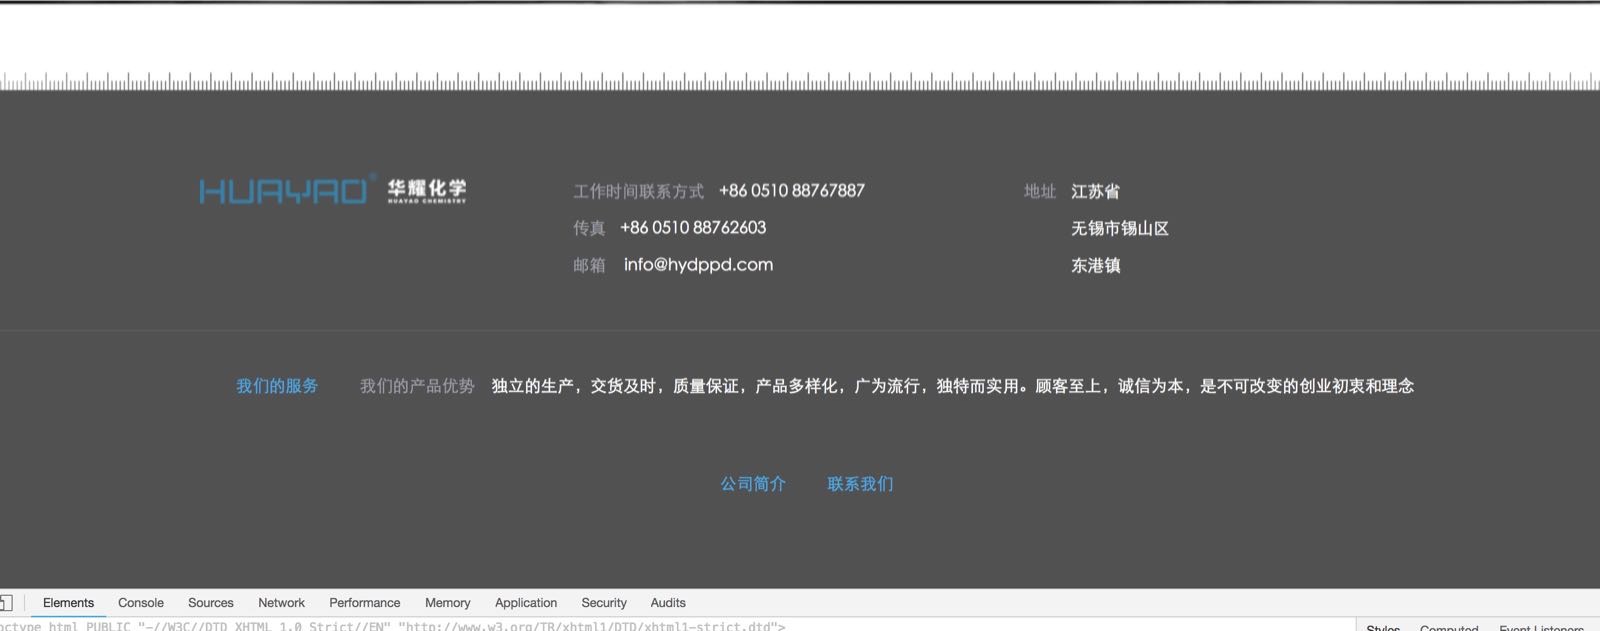 HUAYAO® 华耀化学
HUAYAO CHEMISTRY
工作时间联系方式 +86 0510 88767887
传真 +86 0510 88762603
邮箱 info@hydppd.com
地址 江苏省
无锡市锡山区
东港镇
我们的服务 我们的产品优势 独立的生产，交货及时，质量保证，产品多样化，广为流行，独特而实用。顾客至上，诚信为本，是不可改变的创业初衷和理念
公司简介 联系我们
Elements Console Sources Network Performance Memory Application Security Audits
octype html PUBLIC "-//W3C//DTD XHTML 1.0 Strict//EN" "http://www.w3.org/TR/xhtml1/DTD/xhtml1-strict.dtd">
Styles Computed Event Listeners